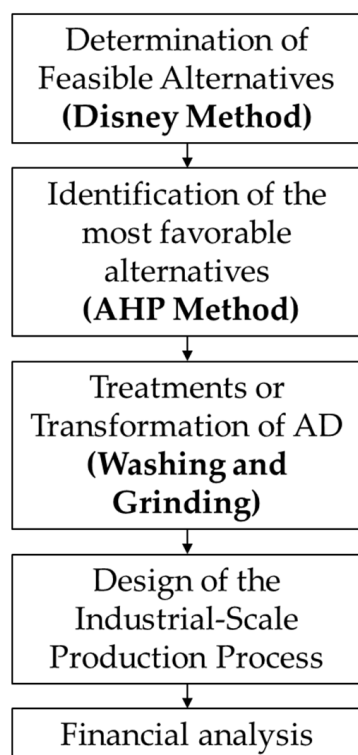 Determination of
Feasible Alternatives
(Disney Method)
Identification of the
most favorable
alternatives
(AHP Method)
Treatments or
Transformation of AD
(Washing and
Grinding)
Design of the
Industrial-Scale
Production Process
Financial analysis